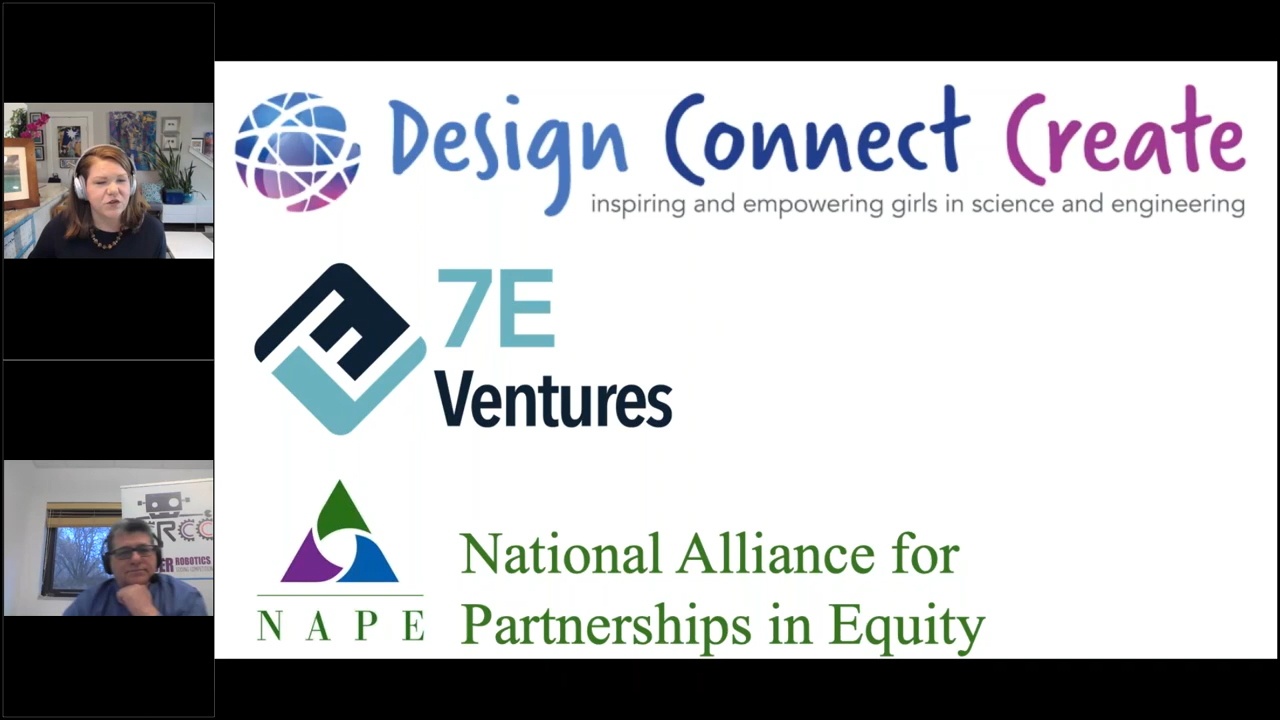 Design Connect Create
inspiring and empowering girls in science and engineering
7E
Ventures
NAPE
National Alliance for
Partnerships in Equity
ROBOTICS